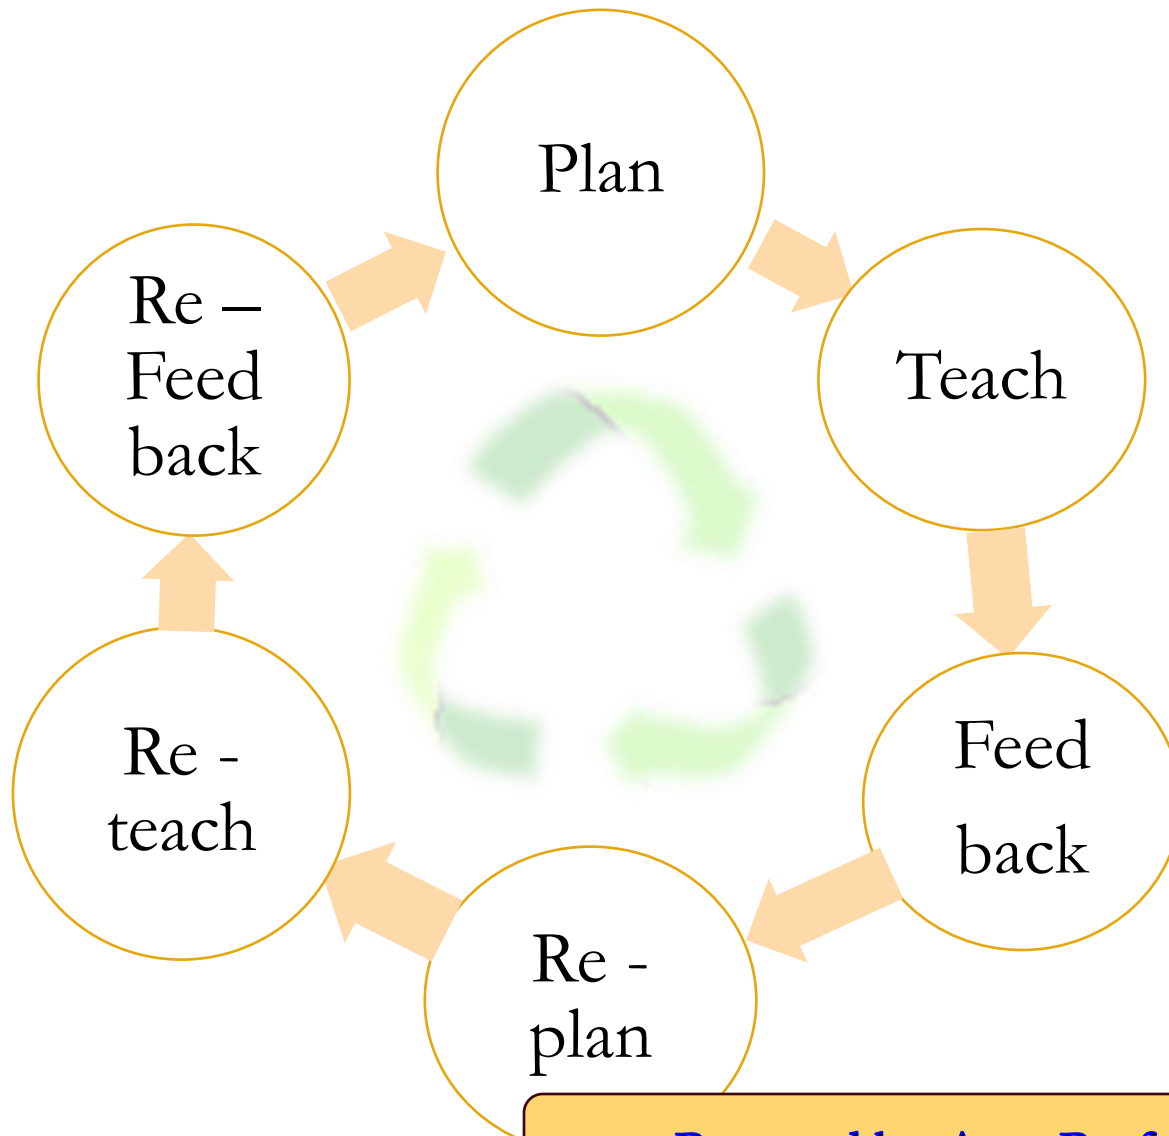 Plan
Teach
Feed
back
Re -
plan
Re -
teach
Re –
Feed
back